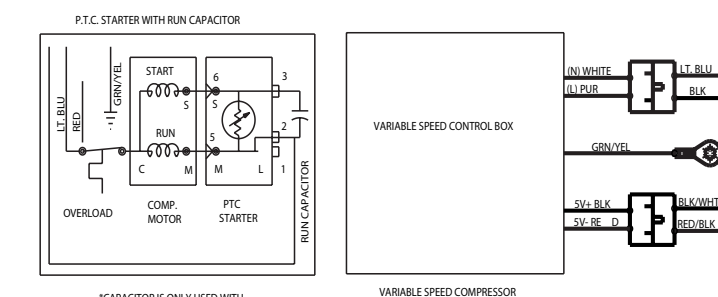 P.T.C. STARTER WITH RUN CAPACITOR
LT. BLU
RED
GRN/YEL
START
S
RUN
C
M
OVERLOAD
COMP.
MOTOR
6
S
5
M
L
PTC
STARTER
3
2
1
RUN CAPACITOR
*CAPACITOR IS ONLY USED WITH
VARIABLE SPEED CONTROL BOX
(N) WHITE
(L) PUR
LT. BLU
BLK
GRN/YEL
5V+ BLK
5V- RE D
BLK/WHT
RED/BLK
VARIABLE SPEED COMPRESSOR